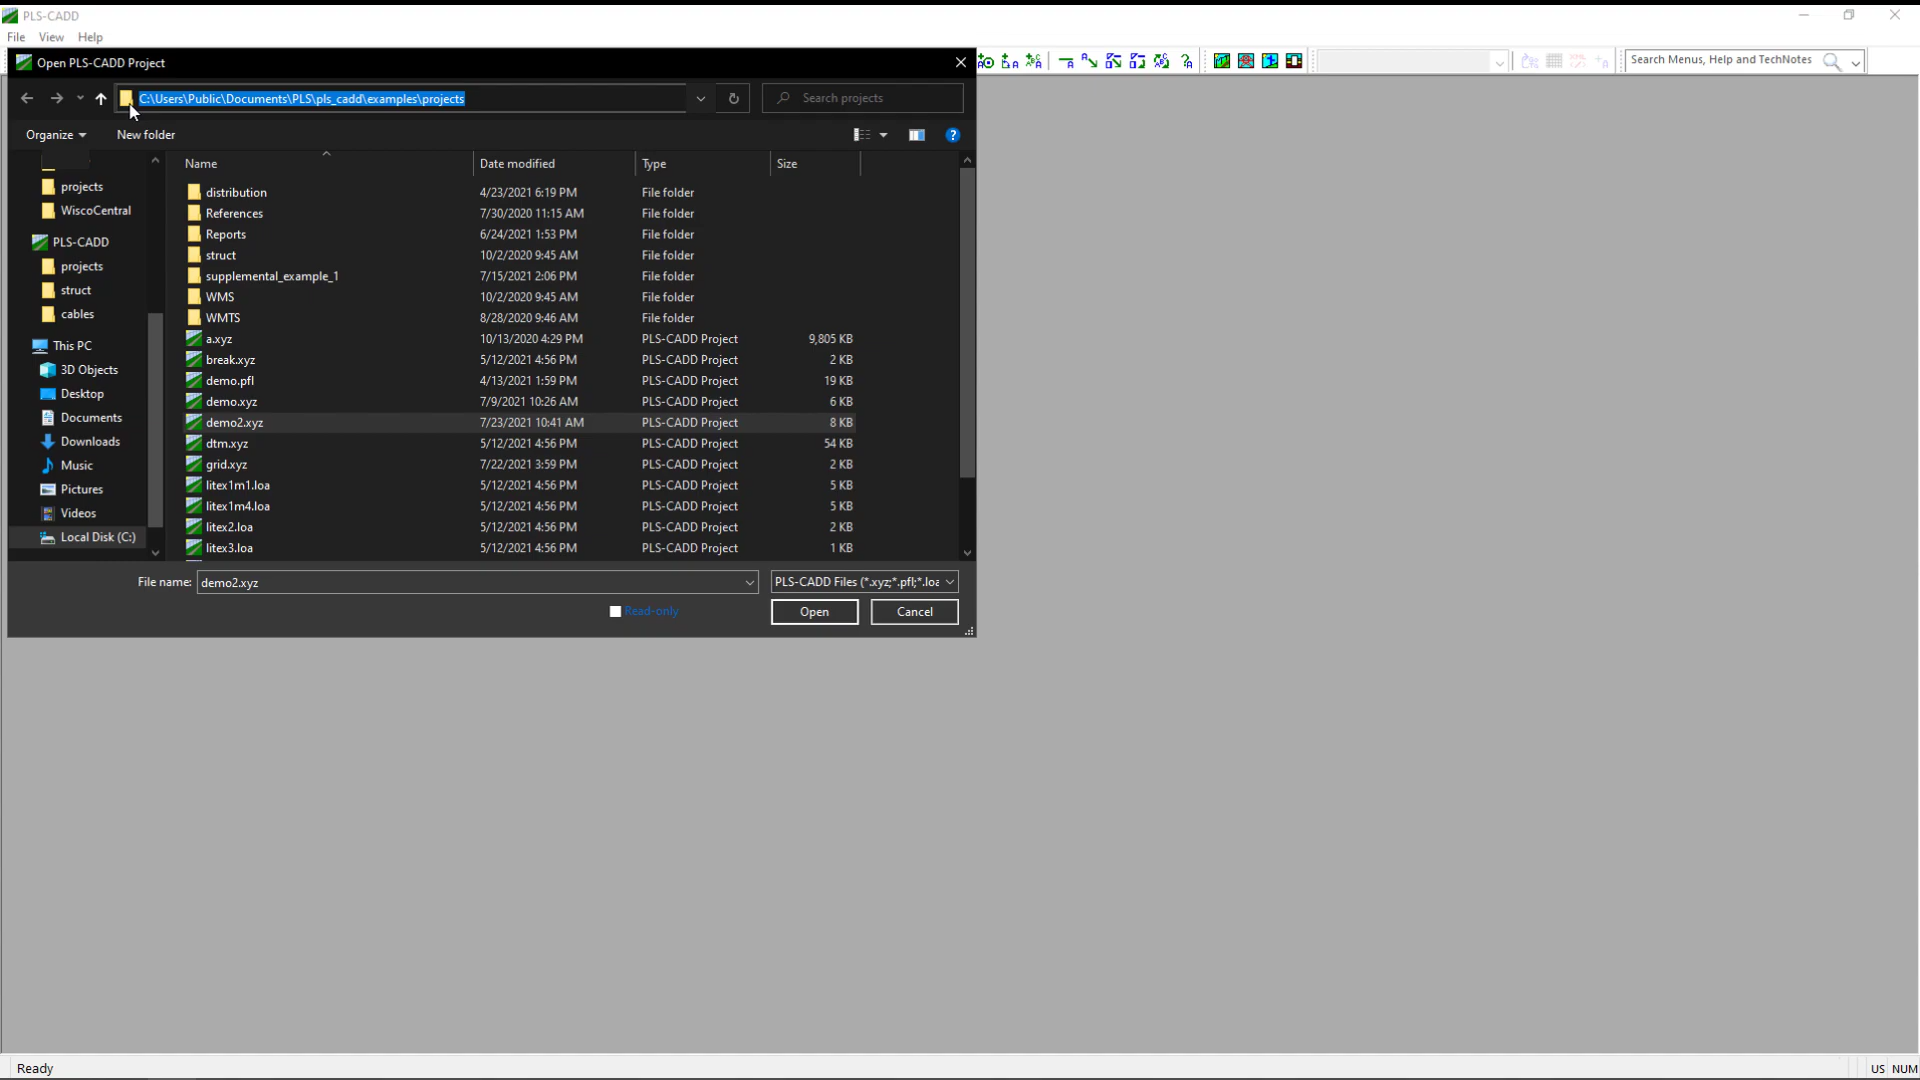 PLS-CADD
File View Help
Open PLS-CADD Project
Search Menus, Help and TechNotes
C:\Users\Public\Documents\PLS\pls_cadd\examples\projects
Search projects
Organize New folder
Name Date modified Type Size
projects
WiscoCentral
PLS-CADD
projects
struct
cables
This PC
3D Objects
Desktop
Documents
Downloads
Music
Pictures
Videos
Local Disk (C:)
distribution 4/23/2021 6:19 PM File folder
References 7/30/2020 11:15 AM File folder
Reports 6/24/2021 1:53 PM File folder
struct 10/2/2020 9:45 AM File folder
supplemental_example_1 7/15/2021 2:06 PM File folder
WMS 10/2/2020 9:45 AM File folder
WMTS 8/28/2020 9:46 AM File folder
a.xyz 10/13/2020 4:29 PM PLS-CADD Project 9,805 KB
break.xyz 5/12/2021 4:56 PM PLS-CADD Project 2 KB
demo.pfl 4/13/2021 1:59 PM PLS-CADD Project 19 KB
demo.xyz 7/9/2021 10:26 AM PLS-CADD Project 6 KB
demo2.xyz 7/23/2021 10:41 AM PLS-CADD Project 8 KB
dtm.xyz 5/12/2021 4:56 PM PLS-CADD Project 54 KB
grid.xyz 7/22/2021 3:59 PM PLS-CADD Project 2 KB
litex1m1.loa 5/12/2021 4:56 PM PLS-CADD Project 5 KB
litex1m4.loa 5/12/2021 4:56 PM PLS-CADD Project 5 KB
litex2.loa 5/12/2021 4:56 PM PLS-CADD Project 2 KB
litex3.loa 5/12/2021 4:56 PM PLS-CADD Project 1 KB
File name: demo2.xyz PLS-CADD Files (*.xyz;*.pfl;*.loa
Read-only Open Cancel
Ready US NUM